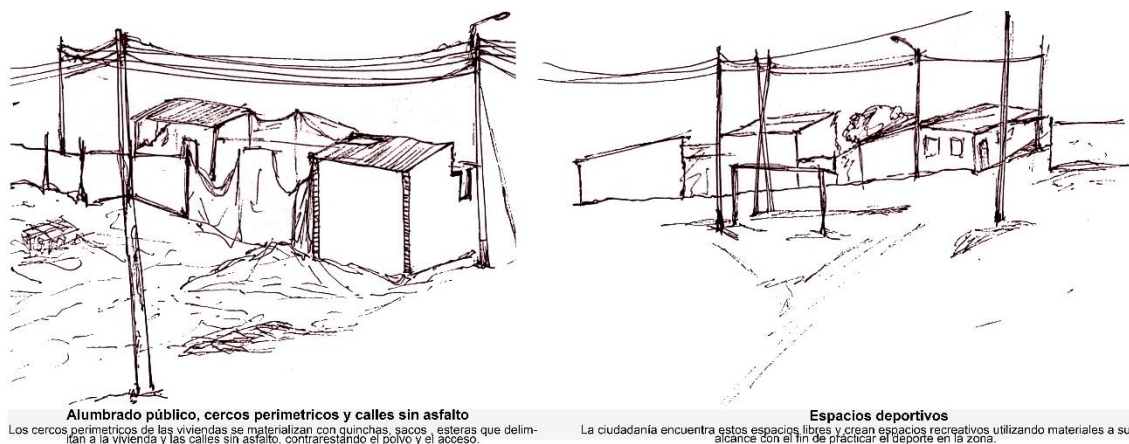 Alumbrado público, cercos perimetricos y calles sin asfalto
Los cercos perimetricos de las viviendas se materializan con quinchas, sacos , esteras que delim-
itan a la vivienda y las calles sin asfalto, contrarestando el polvo y el acceso.
Espacios deportivos
La ciudadanía encuentra estos espacios libres y crean espacios recreativos utilizando materiales a su
alcance con el fin de prácticar el deporte en la zona